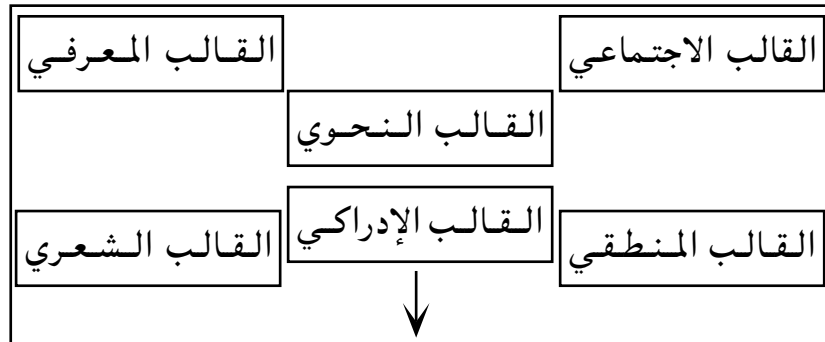 القالب الاجتماعي
القالب المعرفي
القالب النحوي
القالب الإدراكي
القالب المنطقي
القالب الشعري